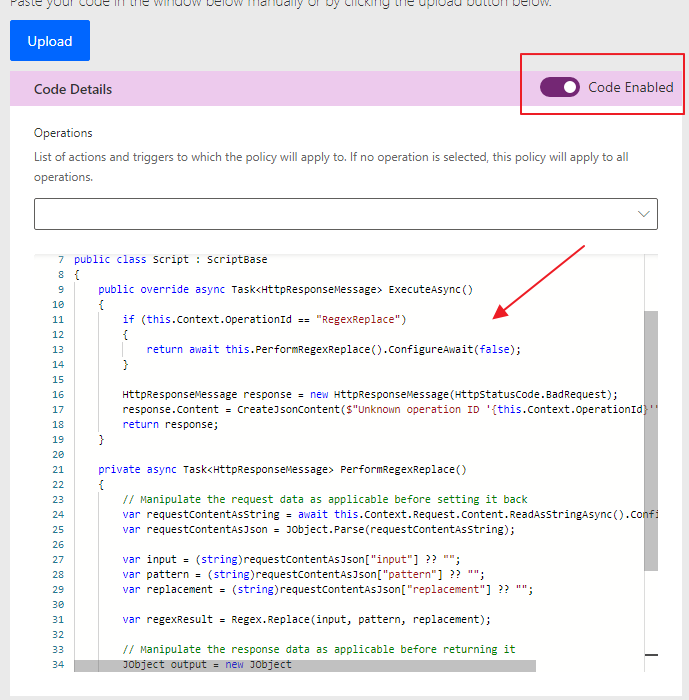 Paste your code in the window below manually or by clicking the upload button below.
Upload
Code Details
Code Enabled
Operations
List of actions and triggers to which the policy will apply to. If no operation is selected, this policy will apply to all
operations.
7 public class Script : ScriptBase
8 {
9 public override async Task<HttpResponseMessage> ExecuteAsync()
10 {
11 if (this.Context.OperationId == "RegexReplace")
12 {
13 return await this.PerformRegexReplace().ConfigureAwait(false);
14 }
15
16 HttpResponseMessage response = new HttpResponseMessage(HttpStatusCode.BadRequest);
17 response.Content = CreateJsonContent($"Unknown operation ID '{this.Context.OperationId}'"
18 return response;
19 }
20
21 private async Task<HttpResponseMessage> PerformRegexReplace()
22 {
23 // Manipulate the request data as applicable before setting it back
24 var requestContentAsString = await this.Context.Request.Content.ReadAsStringAsync().Confi
25 var requestContentAsJson = JObject.Parse(requestContentAsString);
26
27 var input = (string)requestContentAsJson["input"] ?? "";
28 var pattern = (string)requestContentAsJson["pattern"] ?? "";
29 var replacement = (string)requestContentAsJson["replacement"] ?? "";
30
31 var regexResult = Regex.Replace(input, pattern, replacement);
32
33 // Manipulate the response data as applicable before returning it
34 JObject output = new JObject